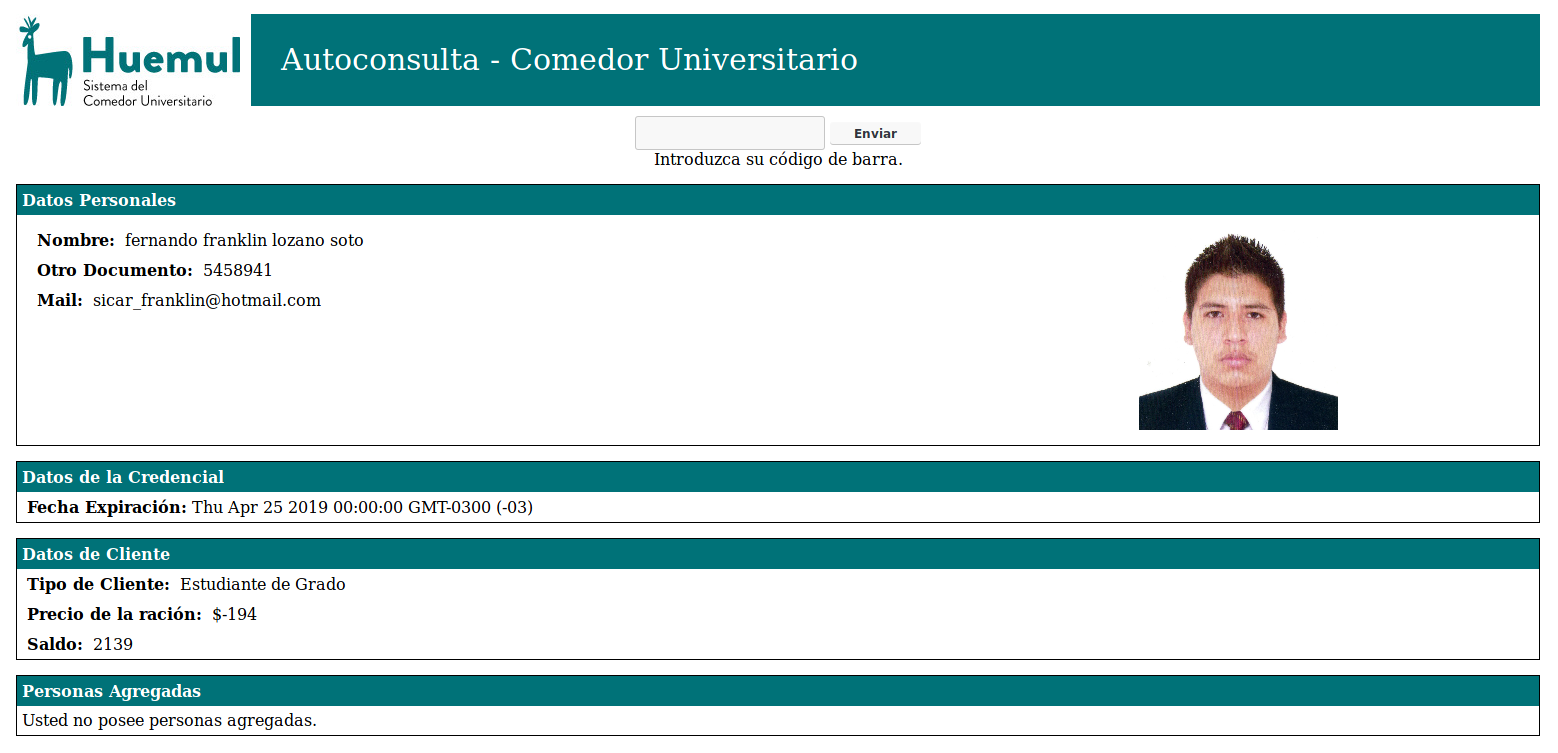 Huemul
Sistema del
Comedor Universitario
Autoconsulta - Comedor Universitario
Enviar
Introduzca su código de barra.
Datos Personales
Nombre: fernando franklin lozano soto
Otro Documento: 5458941
Mail: sicar_franklin@hotmail.com
Datos de la Credencial
Fecha Expiración: Thu Apr 25 2019 00:00:00 GMT-0300 (-03)
Datos de Cliente
Tipo de Cliente: Estudiante de Grado
Precio de la ración: $-194
Saldo: 2139
Personas Agregadas
Usted no posee personas agregadas.